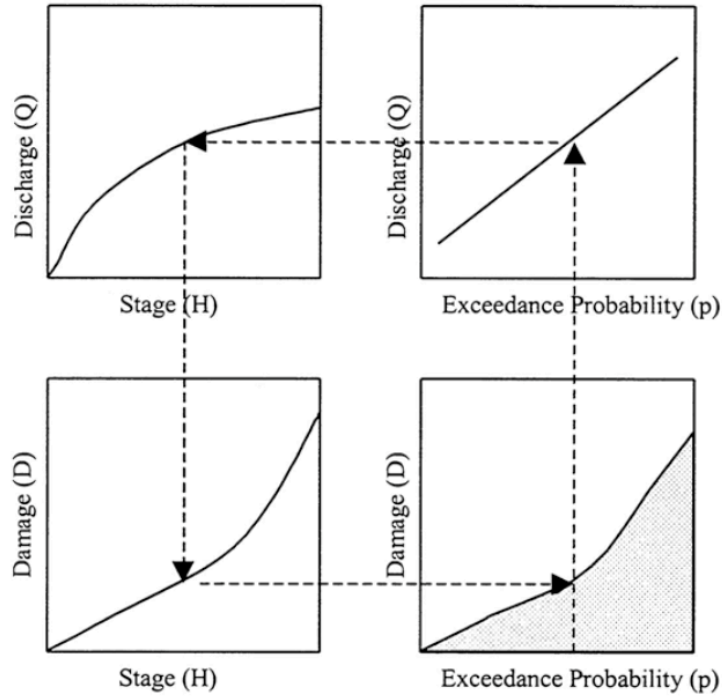 Discharge (Q)
Stage (H)
Discharge (Q)
Exceedance Probability (p)
Damage (D)
Stage (H)
Damage (D)
Exceedance Probability (p)